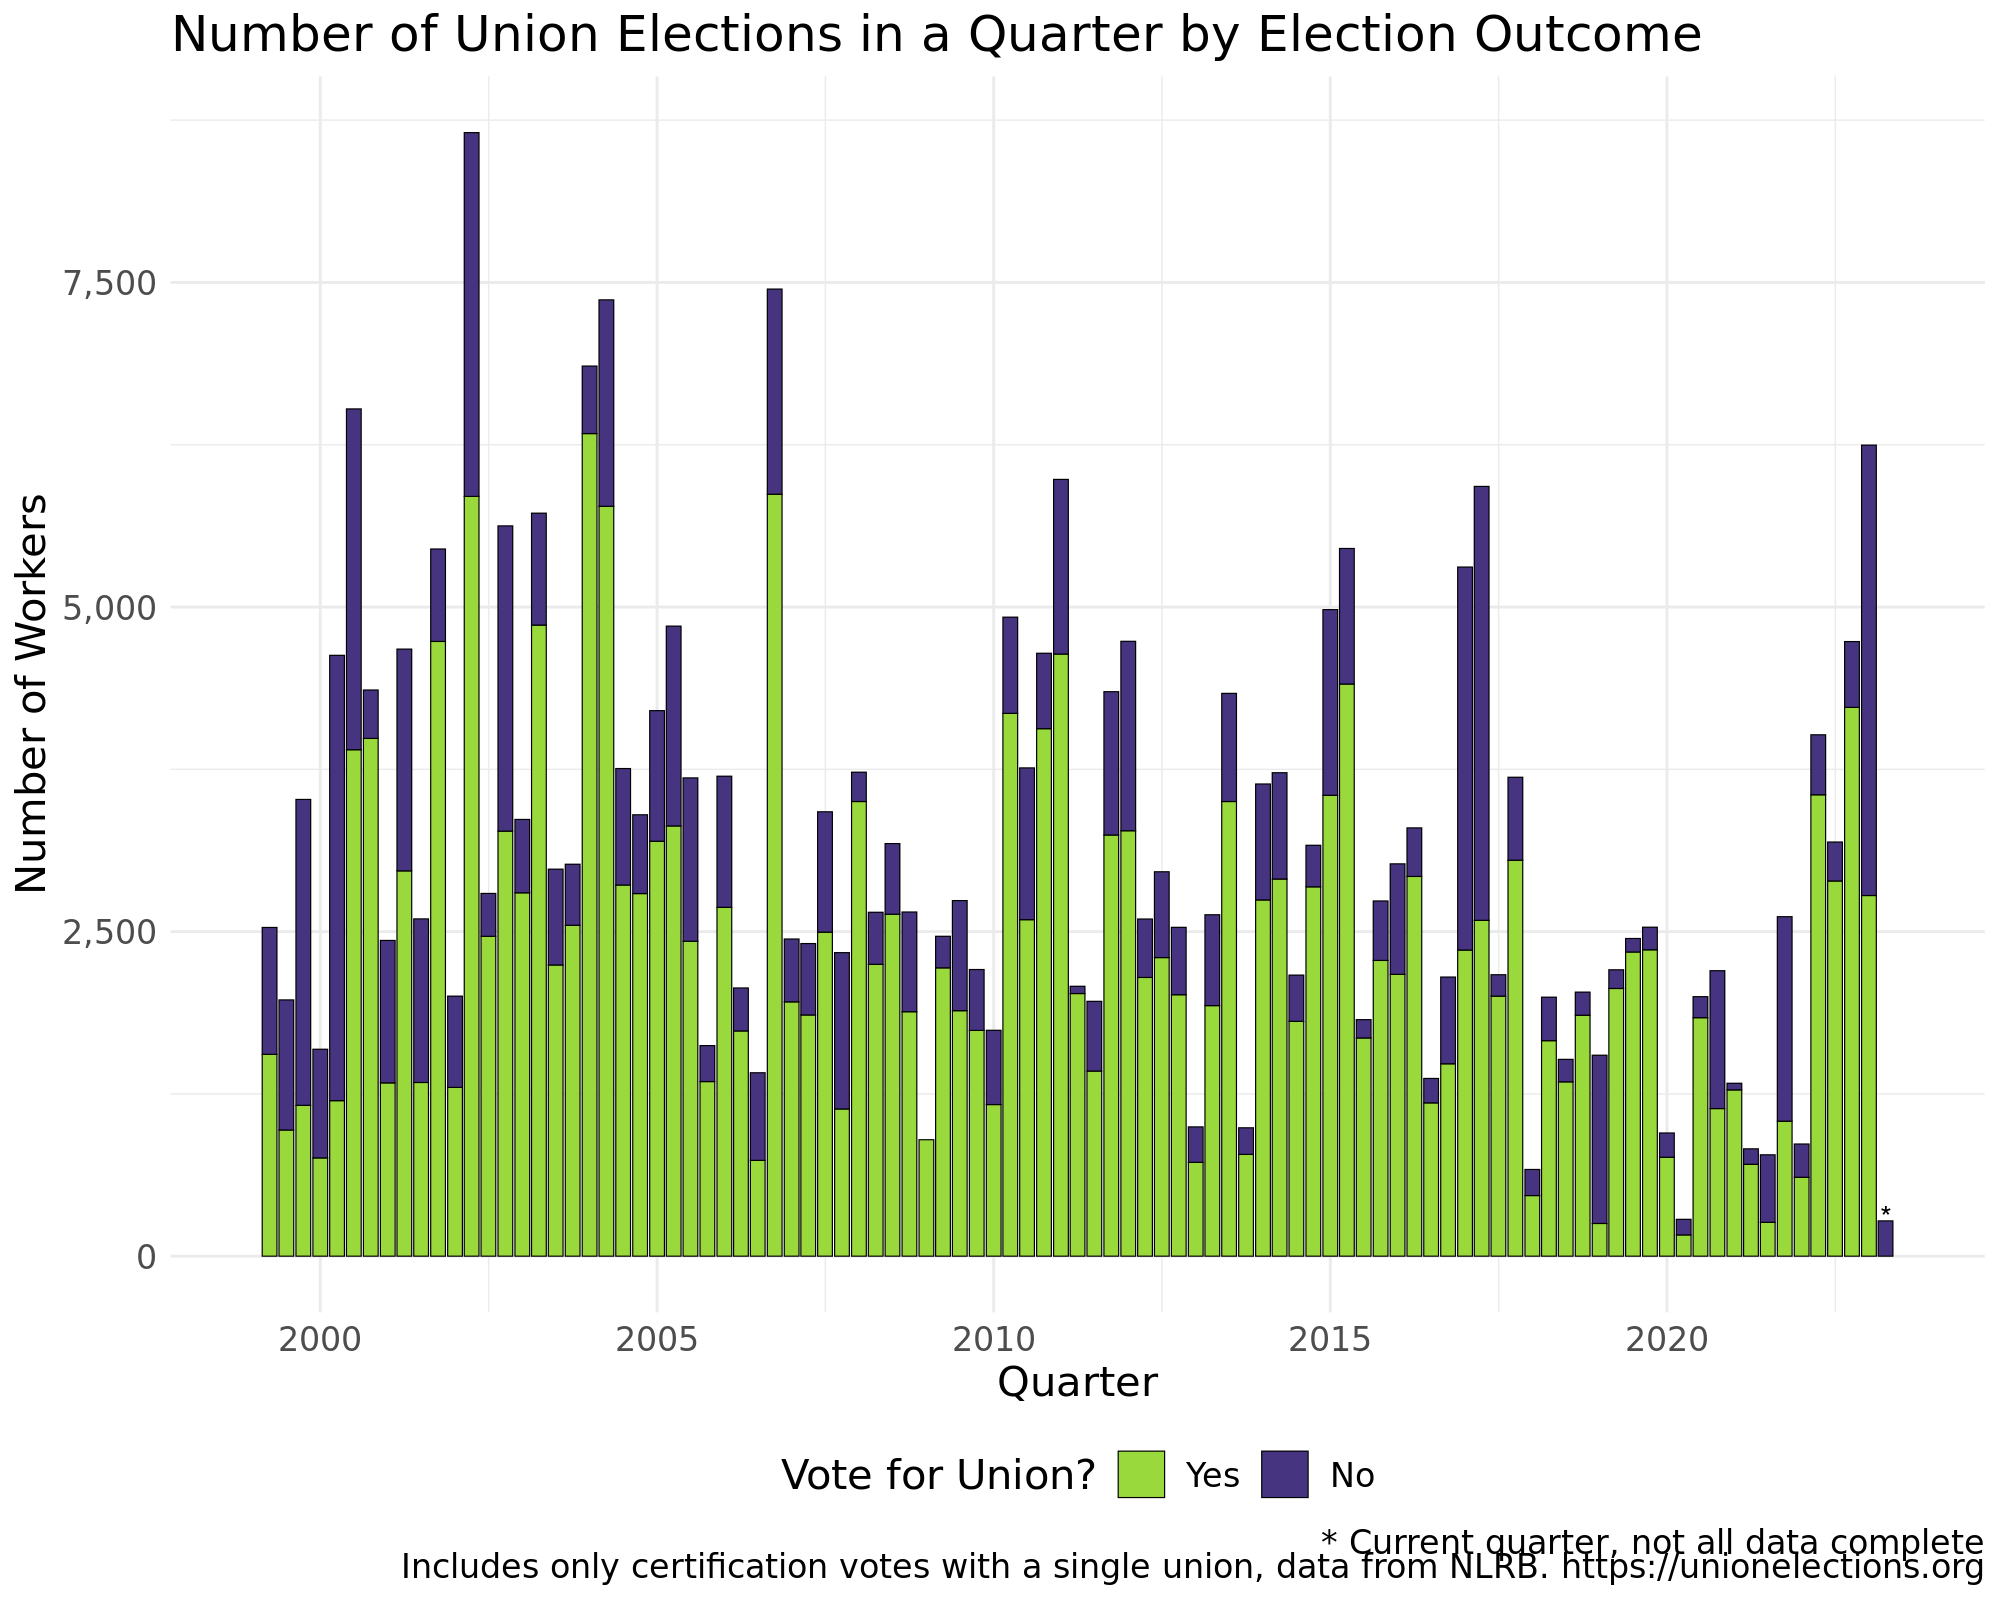 Number of Union Elections in a Quarter by Election Outcome
Number of Workers
7,500
5,000
2,500
0
*
2000 2005 2010 2015 2020
Quarter
Vote for Union? Yes No
* Current quarter, not all data complete
Includes only certification votes with a single union, data from NLRB. https://unionelections.org